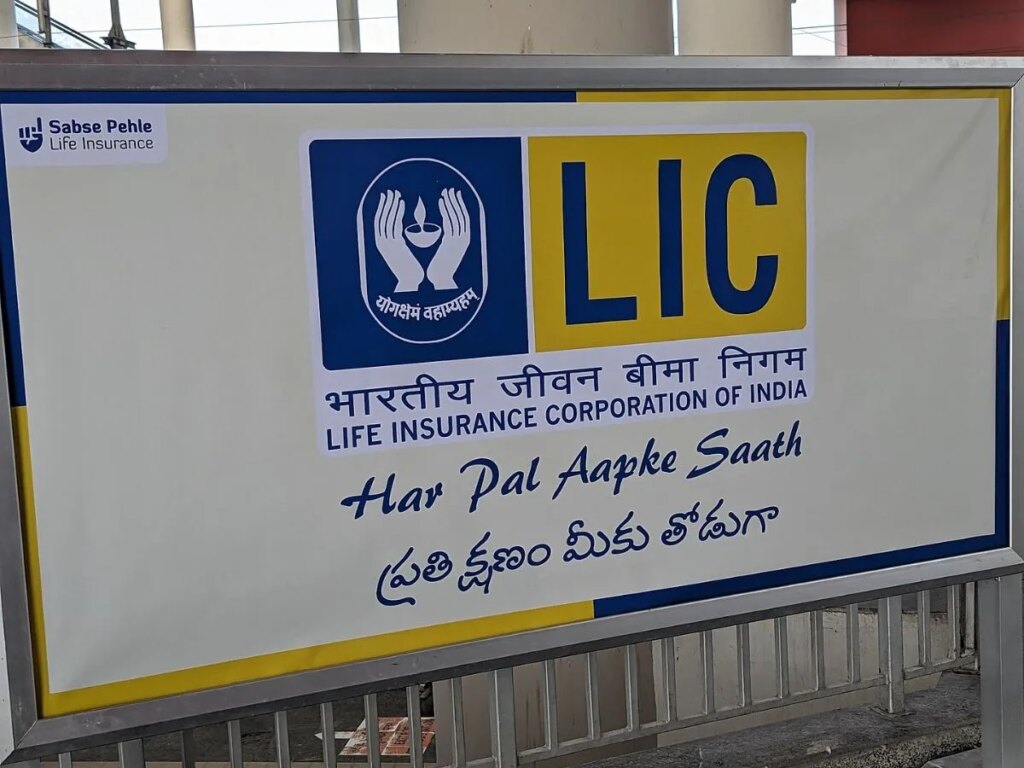 Sabse Pehle
Life Insurance
LIC
योगक्षेमं वहाम्यहम्
भारतीय जीवन बीमा निगम
LIFE INSURANCE CORPORATION OF INDIA
Har Pal Aapke Saath
ప్రతి క్షణం మీకు తోడుగా